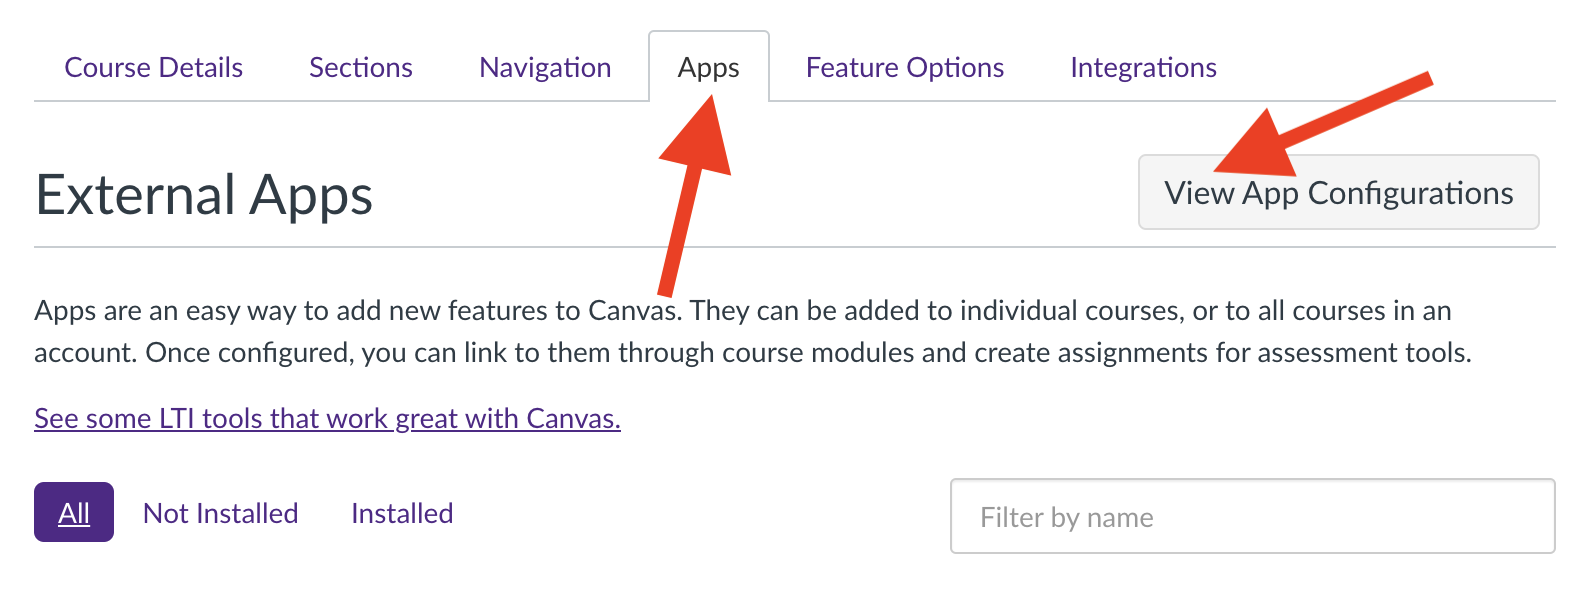 Course Details Sections Navigation Apps Feature Options Integrations
External Apps
View App Configurations
Apps are an easy way to add new features to Canvas. They can be added to individual courses, or to all courses in an
account. Once configured, you can link to them through course modules and create assignments for assessment tools.
See some LTI tools that work great with Canvas.
All Not Installed Installed
Filter by name